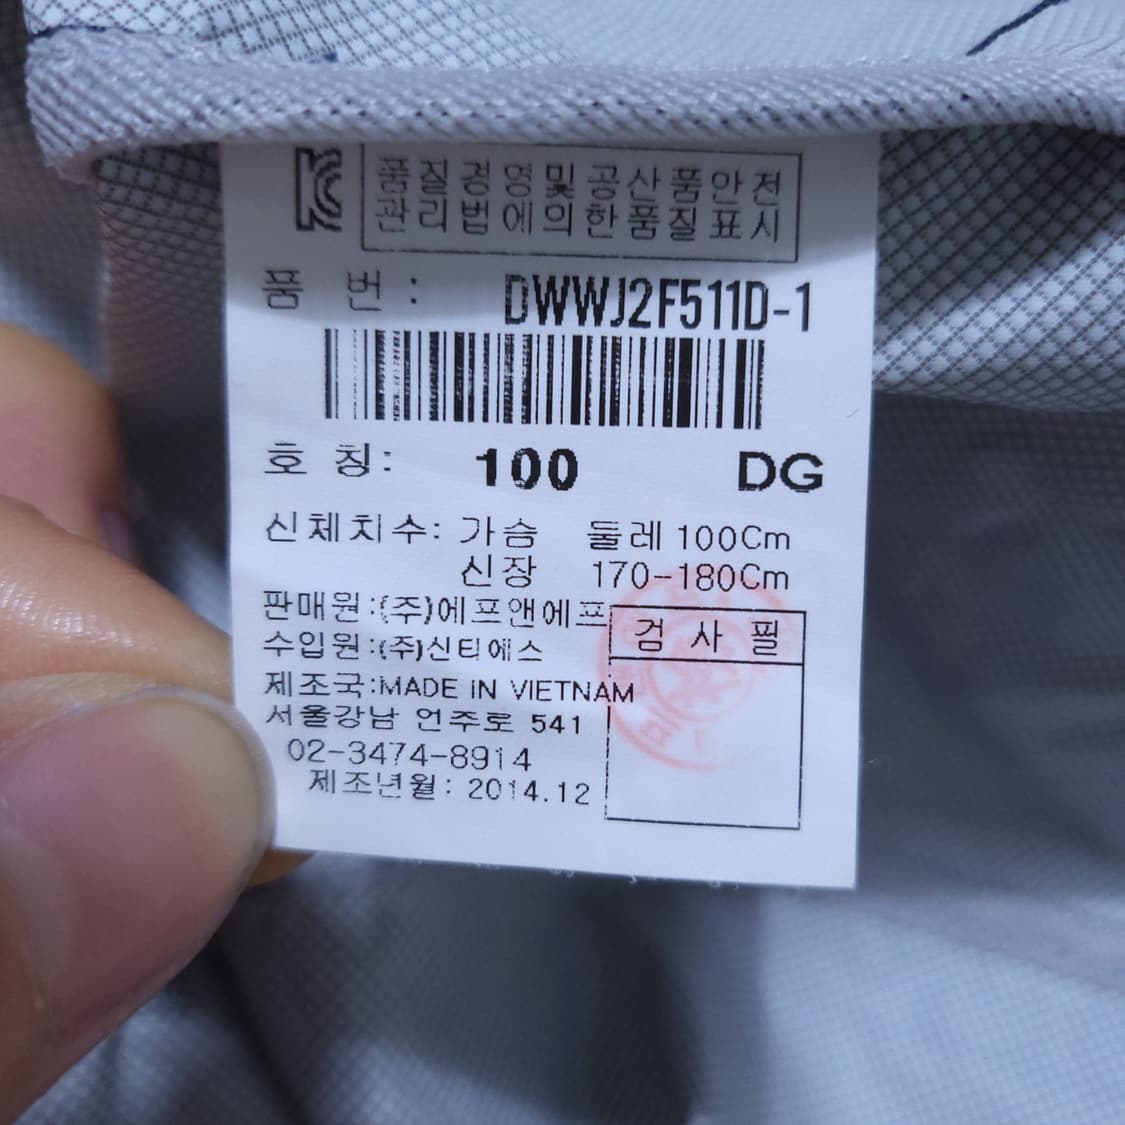 품질경영및공산품안전
관리법에의한품질표시
품 번 : DWWJ2F511D-1
호 칭: 100 DG
신체치수: 가슴 둘레 100Cm
신장 170-180Cm
판매원:(주)에프앤에프
수입원:(주)신티에스
검 사 필
제조국:MADE IN VIETNAM
서울강남 언주로 541
02-3474-8914
제조년월: 2014.12